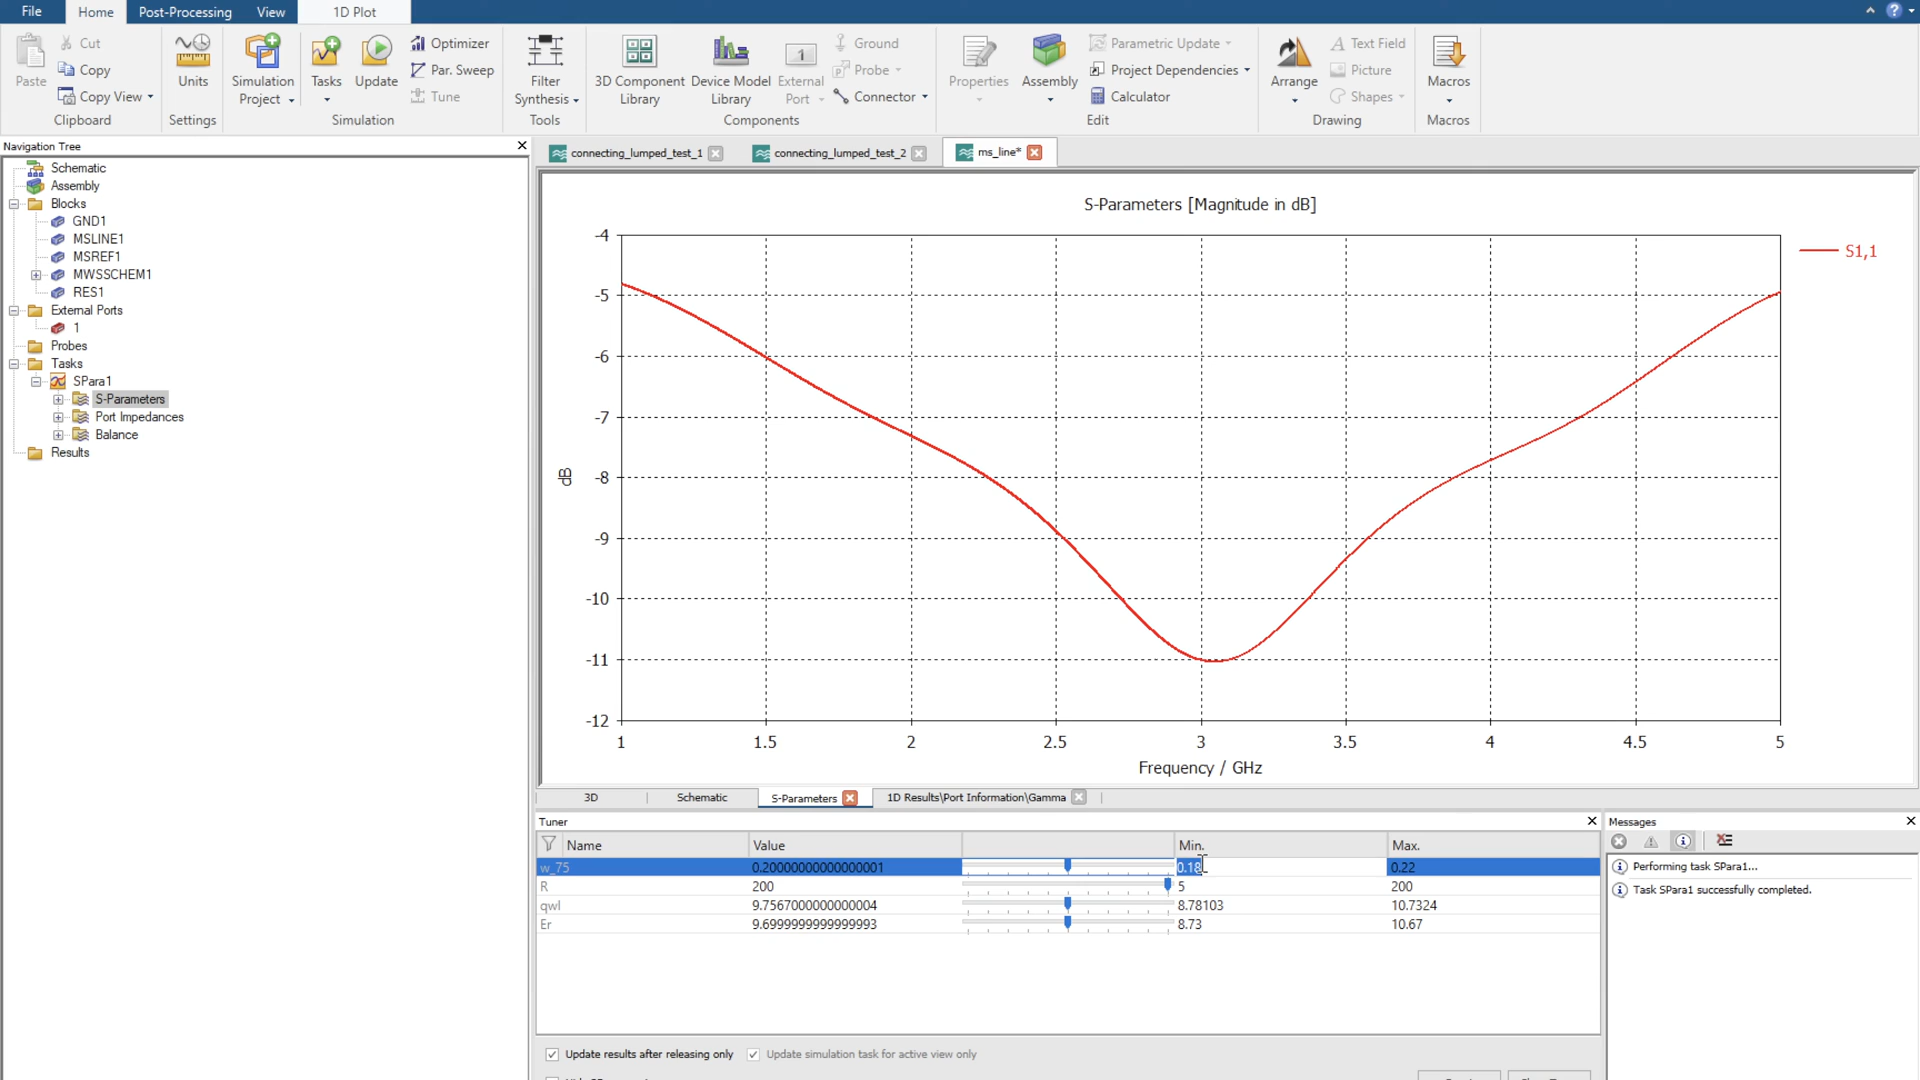 File Home Post-Processing View 1D Plot
Paste Cut Copy Copy View Clipboard
Units Settings
Simulation Project Tasks Update Optimizer Par. Sweep Tune Simulation
Filter Synthesis Tools
3D Component Library Device Model Library External Port Ground Probe Connector Components
Properties Assembly Parametric Update Project Dependencies Calculator Edit
Arrange Text Field Picture Shapes Drawing
Macros Macros
Navigation Tree
Schematic
Assembly
Blocks
GND1
MSLINE1
MSREF1
MWSSCHEM1
RES1
External Ports
1
Probes
Tasks
SPara1
S-Parameters
Port Impedances
Balance
Results
connecting_lumped_test_1 connecting_lumped_test_2 ms_line*
S-Parameters [Magnitude in dB]
S1,1
-4
-5
-6
-7
-8
-9
-10
-11
-12
dB
1 1.5 2 2.5 3 3.5 4 4.5 5
Frequency / GHz
3D Schematic S-Parameters 1D Results\Port Information\Gamma
Tuner
Name Value Min. Max.
w_75 0.20000000000000001 0.18 0.22
R 200 5 200
qwl 9.7567000000000004 8.78103 10.7324
Er 9.6999999999999993 8.73 10.67
Update results after releasing only Update simulation task for active view only
Messages
Performing task SPara1...
Task SPara1 successfully completed.